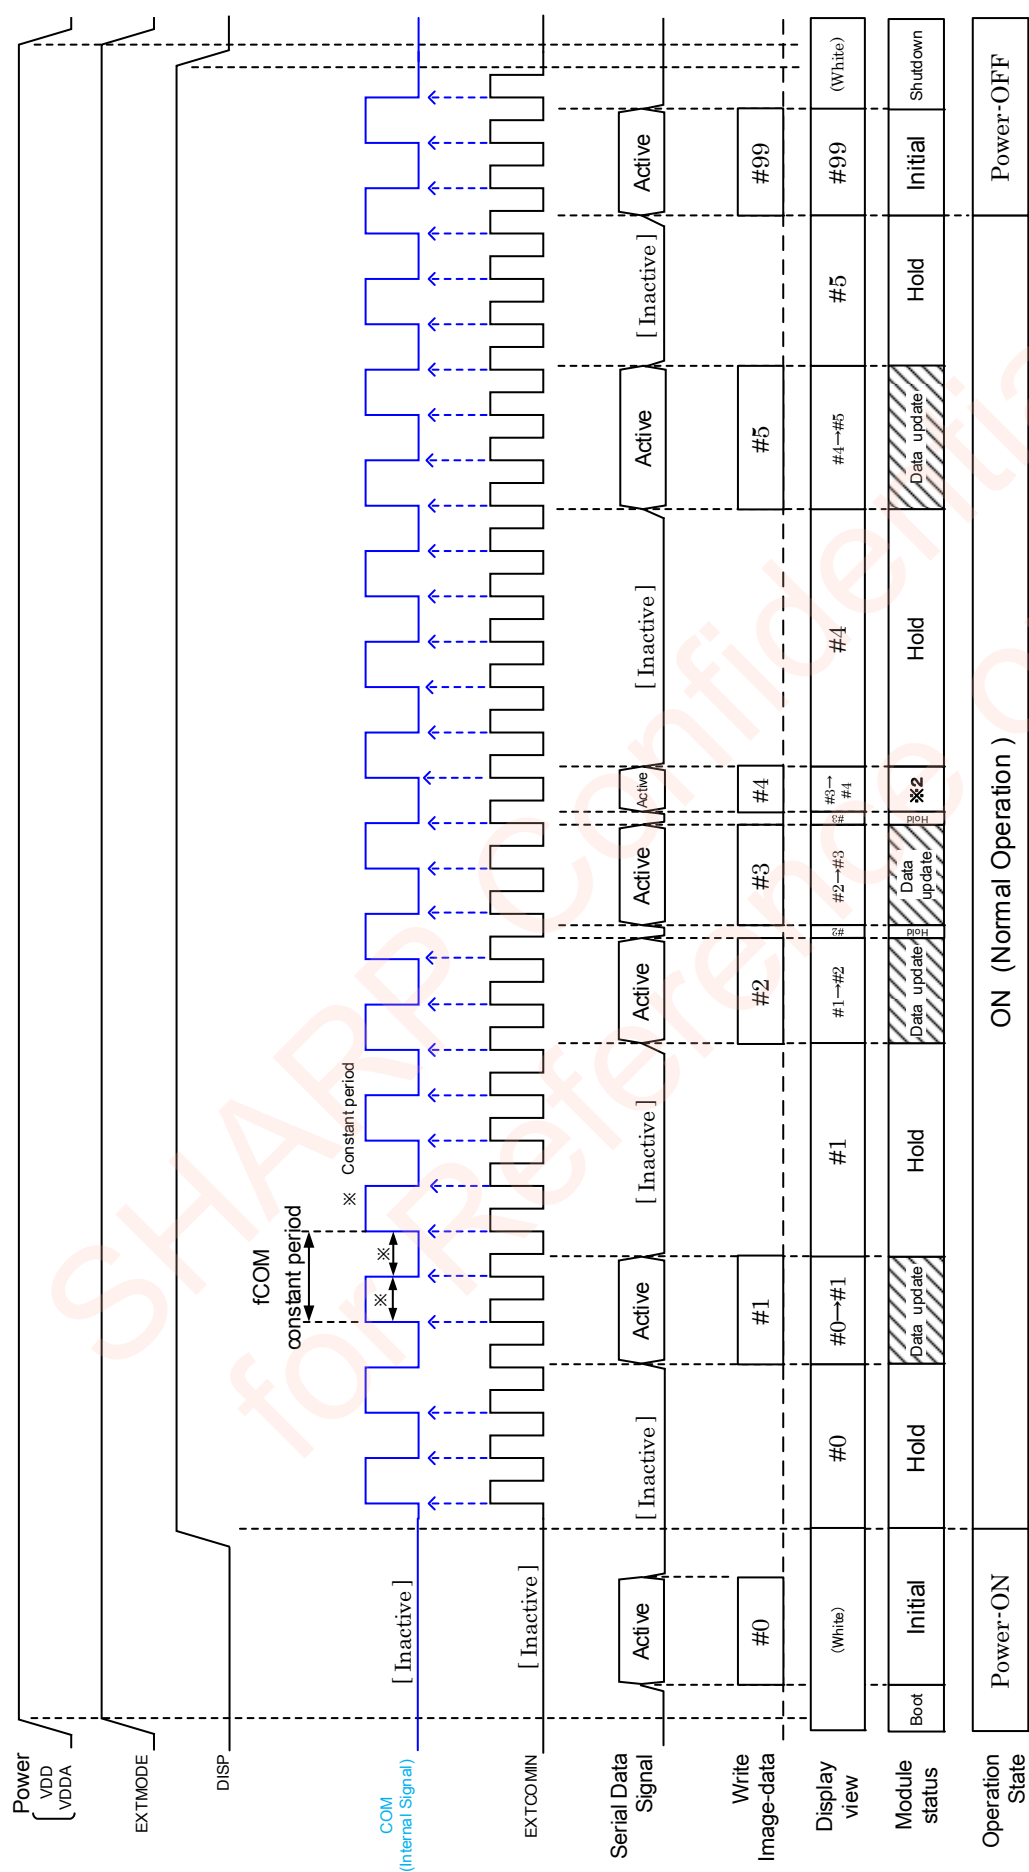 Power
VDD
VDDA
EXTMODE
DISP
fCOM
constant period
※ Constant period
※ ※
COM
(Internal Signal)
[ Inactive ]
EXTCOMIN
[ Inactive ]
Serial Data
Signal
Active
[ Inactive ]
Active
[ Inactive ]
Active
Active
Active
[ Inactive ]
Active
[ Inactive ]
Active
Write
Image-data
#0
#1
#2
#3
#4
#5
#99
Display
view
(White)
#0
#0→#1
#1
#1→#2
#2
#2→#3
#3
#3→
#4
#4
#4→#5
#5
#99
(White)
Module
status
Boot
Initial
Hold
Data update
Hold
Data update
Hold
Data
update
Hold
※2
Hold
Data update
Hold
Initial
Shutdown
Operation
State
Power-ON
ON (Normal Operation )
Power-OFF
SHARP Confidentia
for Reference